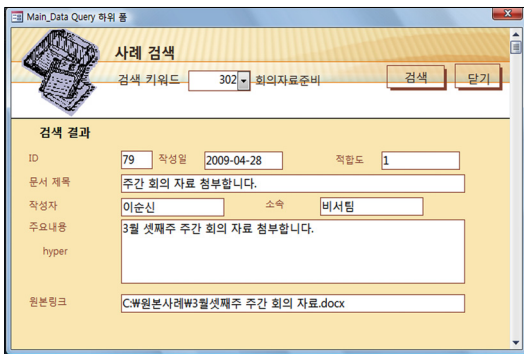 Main_Data Query 하위 폼
사례 검색
검색 키워드 302 회의자료준비 검색 닫기
검색 결과
ID 79 작성일 2009-04-28 적합도 1
문서 제목 주간 회의 자료 첨부합니다.
작성자 이순신 소속 비서팀
주요내용 3월 셋째주 주간 회의 자료 첨부합니다.
hyper
원본링크 C:₩원본사례₩3월셋째주 주간 회의 자료.docx